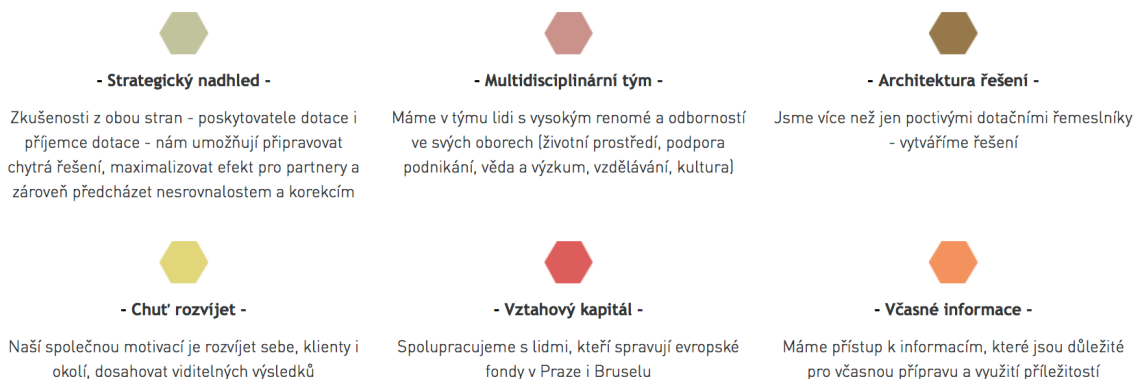 - Strategický nadhled -
Zkušenosti z obou stran - poskytovatele dotace i
příjemce dotace - nám umožňují připravovat
chytrá řešení, maximalizovat efekt pro partnery a
zároveň předcházet nesrovnalostem a korekcím
- Multidisciplinární tým -
Máme v týmu lidi s vysokým renomé a odborností
ve svých oborech (životní prostředí, podpora
podnikání, věda a výzkum, vzdělávání, kultura)
- Architektura řešení -
Jsme více než jen poctivými dotačními řemeslníky
- vytváříme řešení
- Chuť rozvíjet -
Naší společnou motivací je rozvíjet sebe, klienty i
okolí, dosahovat viditelných výsledků
- Vztahový kapitál -
Spolupracujeme s lidmi, kteří spravují evropské
fondy v Praze i Bruselu
- Včasné informace -
Máme přístup k informacím, které jsou důležité
pro včasnou přípravu a využití příležitostí